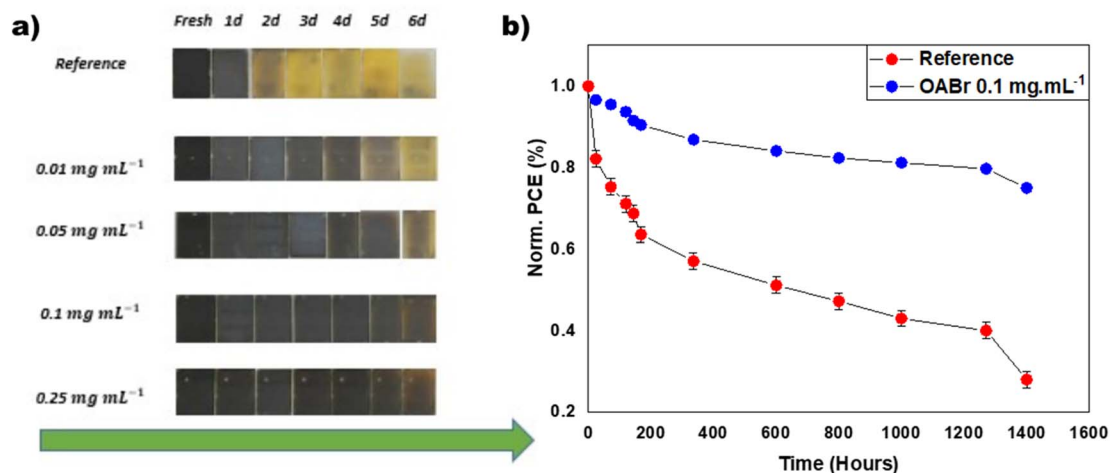 a)
Fresh 1d 2d 3d 4d 5d 6d
Reference
0.01 mg mL⁻¹
0.05 mg mL⁻¹
0.1 mg mL⁻¹
0.25 mg mL⁻¹
b)
Reference
OABr 0.1 mg.mL⁻¹
Norm. PCE (%)
1.0
0.8
0.6
0.4
0.2
0 200 400 600 800 1000 1200 1400 1600
Time (Hours)